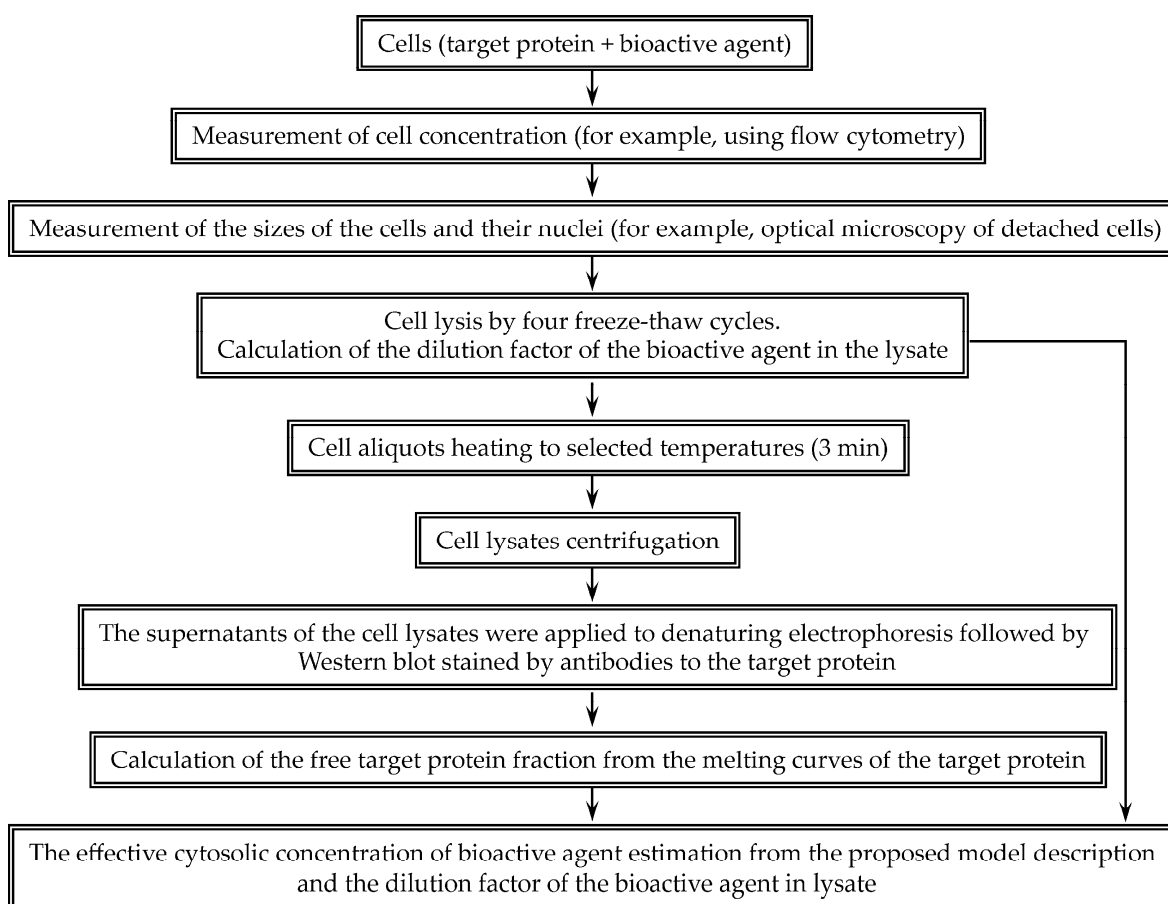 Cells (target protein + bioactive agent)
Measurement of cell concentration (for example, using flow cytometry)
Measurement of the sizes of the cells and their nuclei (for example, optical microscopy of detached cells)
Cell lysis by four freeze-thaw cycles.
Calculation of the dilution factor of the bioactive agent in the lysate
Cell aliquots heating to selected temperatures (3 min)
Cell lysates centrifugation
The supernatants of the cell lysates were applied to denaturing electrophoresis followed by
Western blot stained by antibodies to the target protein
Calculation of the free target protein fraction from the melting curves of the target protein
The effective cytosolic concentration of bioactive agent estimation from the proposed model description
and the dilution factor of the bioactive agent in lysate